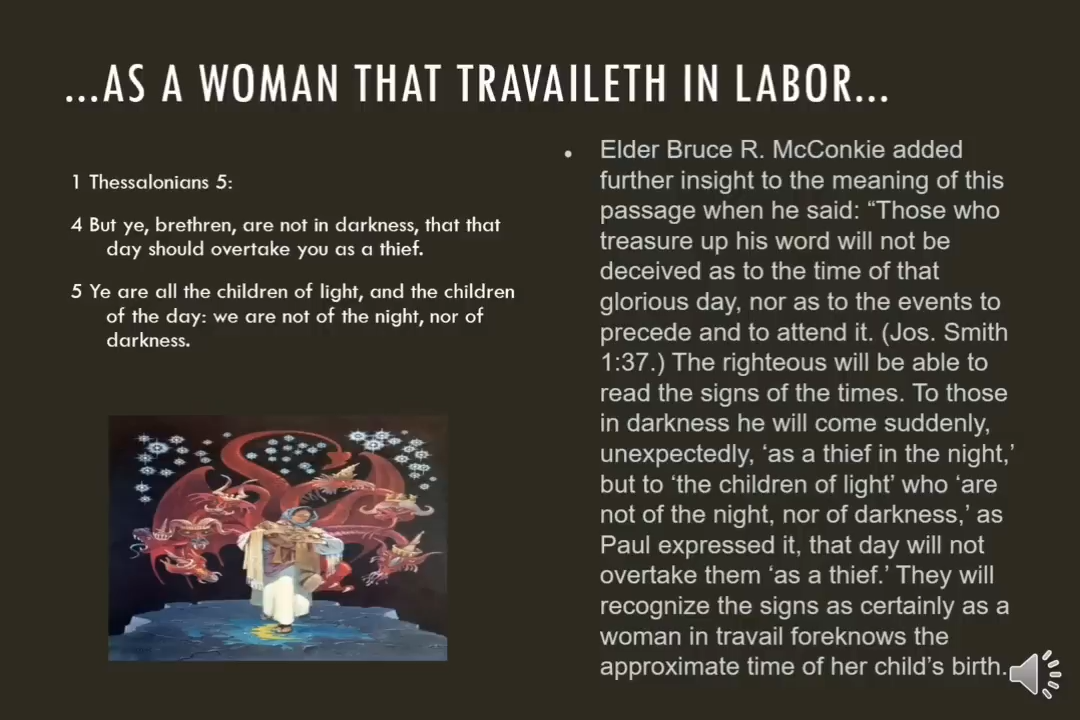 ...AS A WOMAN THAT TRAVAILETH IN LABOR...
1 Thessalonians 5:
4 But ye, brethren, are not in darkness, that that
day should overtake you as a thief.
5 Ye are all the children of light, and the children
of the day: we are not of the night, nor of
darkness.
• Elder Bruce R. McConkie added
further insight to the meaning of this
passage when he said: “Those who
treasure up his word will not be
deceived as to the time of that
glorious day, nor as to the events to
precede and to attend it. (Jos. Smith
1:37.) The righteous will be able to
read the signs of the times. To those
in darkness he will come suddenly,
unexpectedly, ‘as a thief in the night,’
but to ‘the children of light’ who ‘are
not of the night, nor of darkness,’ as
Paul expressed it, that day will not
overtake them ‘as a thief.’ They will
recognize the signs as certainly as a
woman in travail foreknows the
approximate time of her child’s birth.